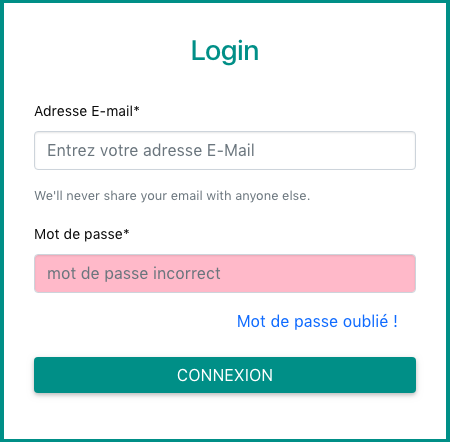 Login
Adresse E-mail*
Entrez votre adresse E-Mail
We'll never share your email with anyone else.
Mot de passe*
mot de passe incorrect
Mot de passe oublié !
CONNEXION